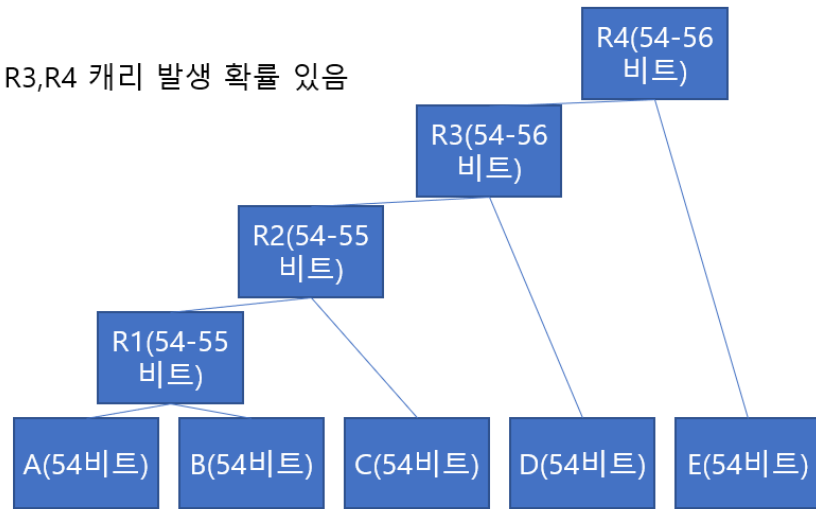 R4(54-56
비트)
R3,R4 캐리 발생 확률 있음
R3(54-56
비트)
R2(54-55
비트)
R1(54-55
비트)
A(54비트)
B(54비트)
C(54비트)
D(54비트)
E(54비트)